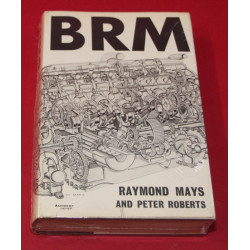 BRM
RAYMOND MAYS
AND PETER ROBERTS